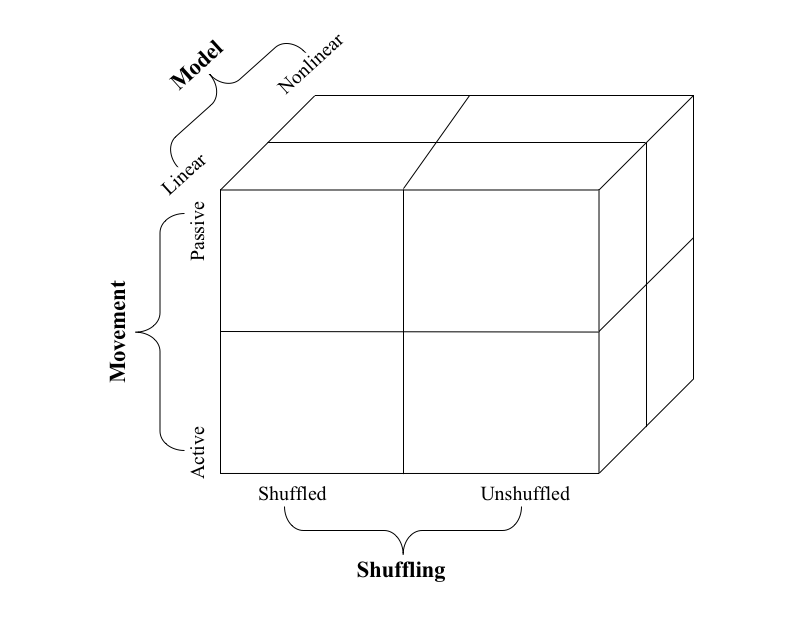 Model
Nonlinear
Linear
Passive
Movement
Active
Shuffled
Unshuffled
Shuffling